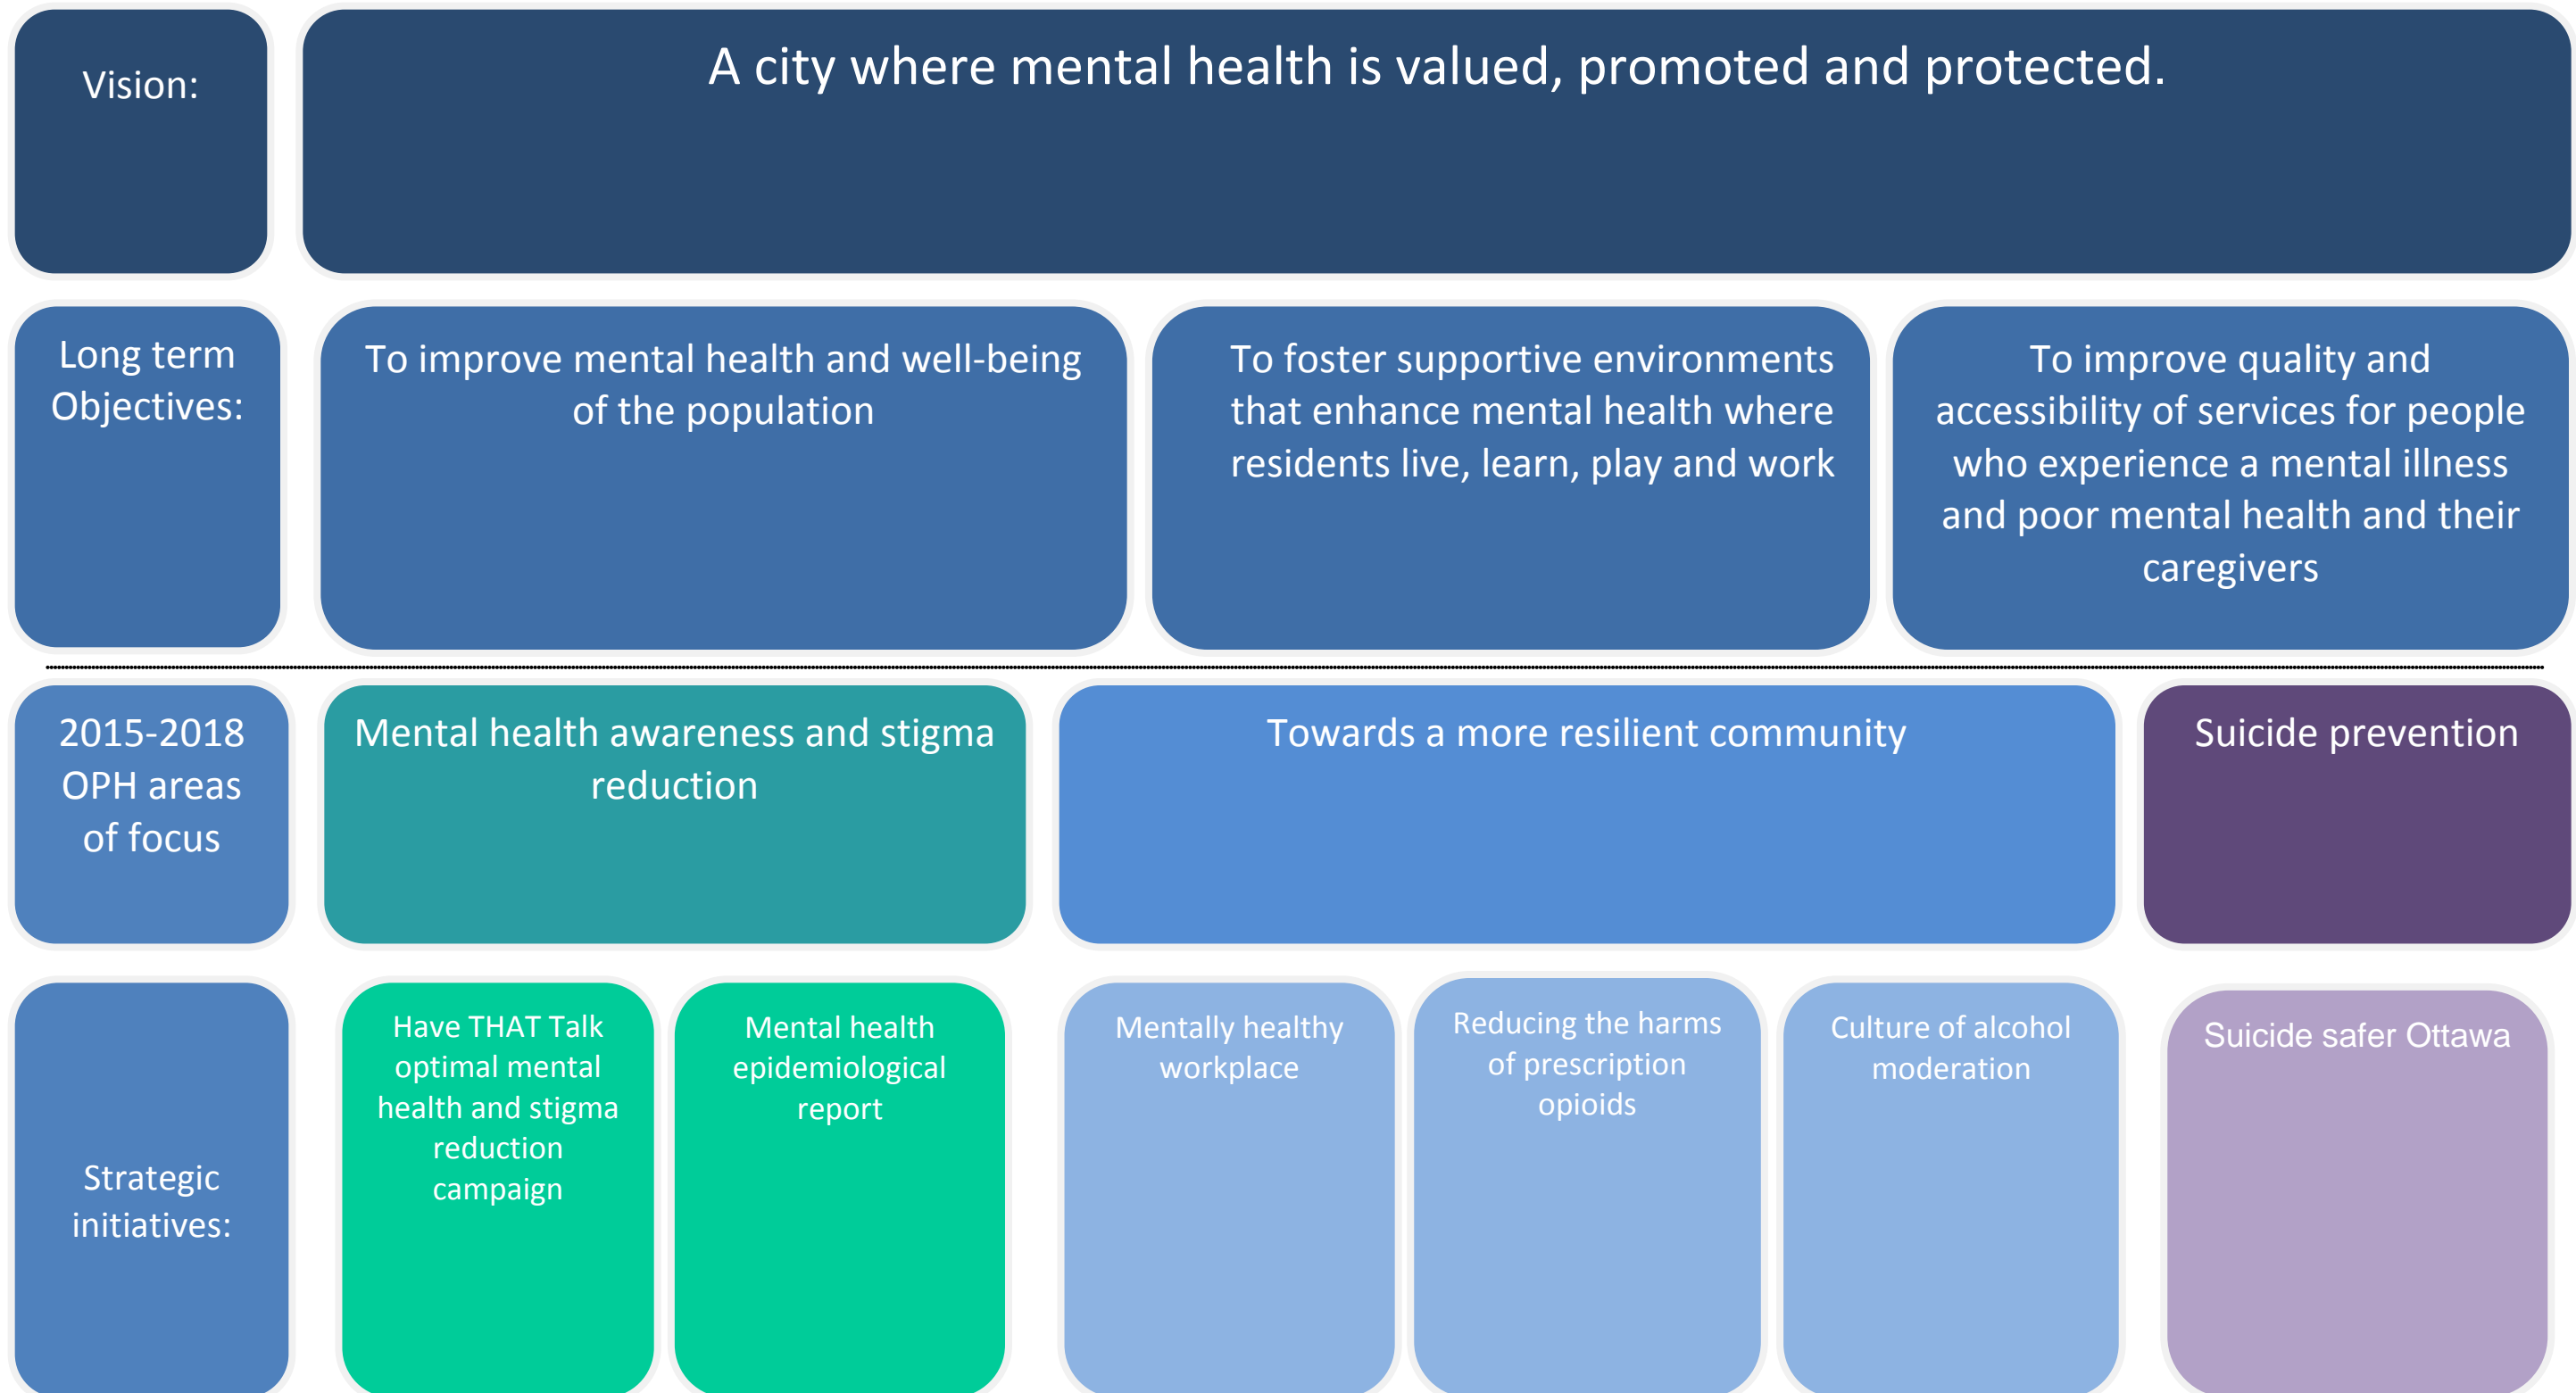 Vision:
A city where mental health is valued, promoted and protected.
Long term
Objectives:
To improve mental health and well-being
of the population
To foster supportive environments
that enhance mental health where
residents live, learn, play and work
To improve quality and
accessibility of services for people
who experience a mental illness
and poor mental health and their
caregivers
2015-2018
OPH areas
of focus
Mental health awareness and stigma
reduction
Towards a more resilient community
Suicide prevention
Strategic
initiatives:
Have THAT Talk
optimal mental
health and stigma
reduction
campaign
Mental health
epidemiological
report
Mentally healthy
workplace
Reducing the harms
of prescription
opioids
Culture of alcohol
moderation
Suicide safer Ottawa